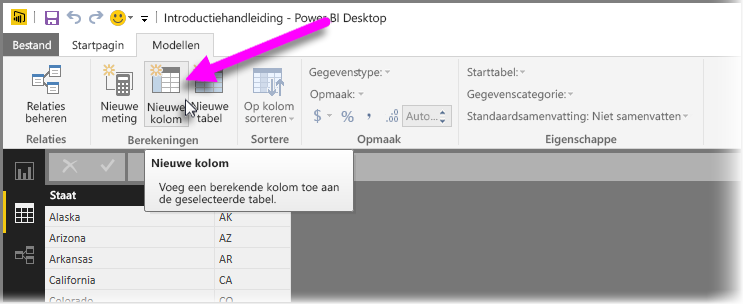 Introductiehandleiding - Power BI Desktop
Bestand Startpagin Modellen
Relaties beheren
Nieuwe meting
Nieuwe kolom
Nieuwe tabel
Op kolom sorteren
Gegevenstype:
Opmaak:
$ % , Auto...
Starttabel:
Gegevenscategorie:
Standaardsamenvatting: Niet samenvatten
Relaties Berekeningen Sortere Opmaak Eigenschappe
Nieuwe kolom
Voeg een berekende kolom toe aan
de geselecteerde tabel.
Staat
Alaska AK
Arizona AZ
Arkansas AR
California CA
Colorado CO